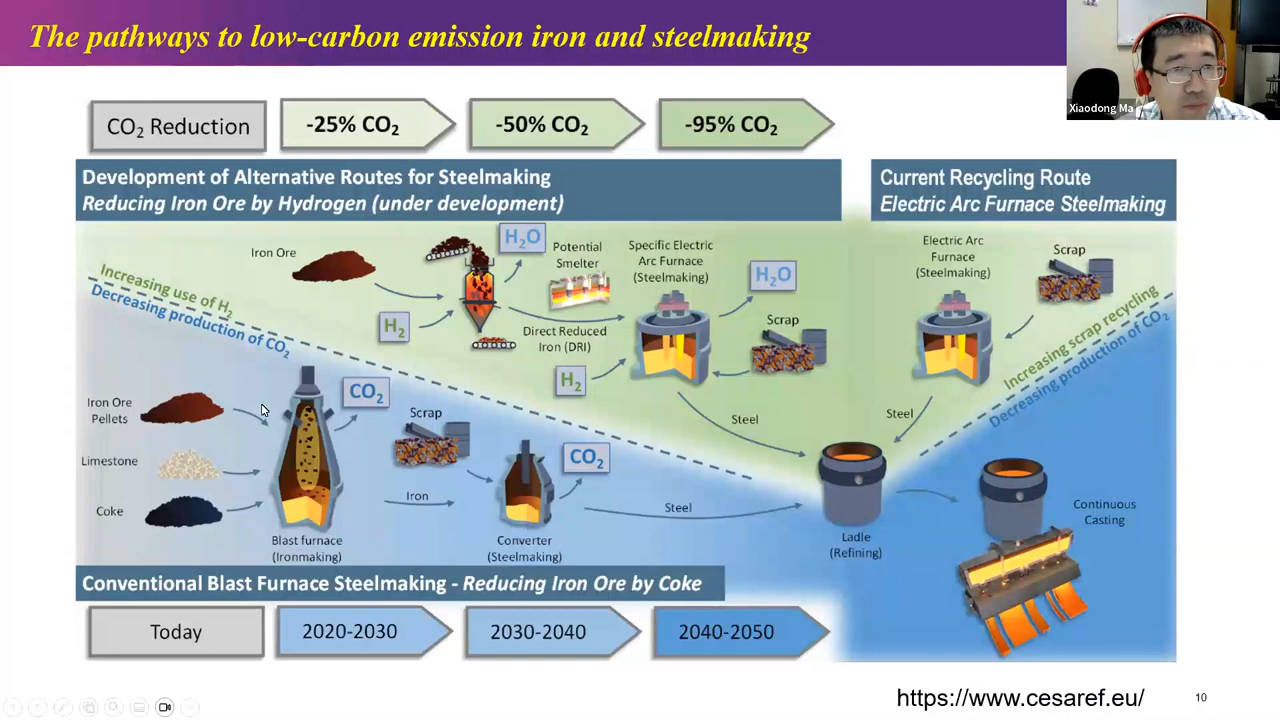 The pathways to low-carbon emission iron and steelmaking
Xiaodong Ma
CO₂ Reduction
-25% CO₂
-50% CO₂
-95% CO₂
Development of Alternative Routes for Steelmaking
Reducing Iron Ore by Hydrogen (under development)
Current Recycling Route
Electric Arc Furnace Steelmaking
Iron Ore
H₂O
Potential
Smelter
Specific Electric
Arc Furnace
(Steelmaking)
H₂O
Electric Arc
Furnace
(Steelmaking)
Scrap
Increasing use of H₂
Decreasing production of CO₂
H₂
Direct Reduced
Iron (DRI)
Scrap
H₂
Increasing scrap recycling
Decreasing production of CO₂
Iron Ore
Pellets
CO₂
Scrap
Steel
Steel
Limestone
CO₂
Coke
Iron
Steel
Continuous
Casting
Blast furnace
(Ironmaking)
Converter
(Steelmaking)
Ladle
(Refining)
Conventional Blast Furnace Steelmaking - Reducing Iron Ore by Coke
Today
2020-2030
2030-2040
2040-2050
https://www.cesaref.eu/
10